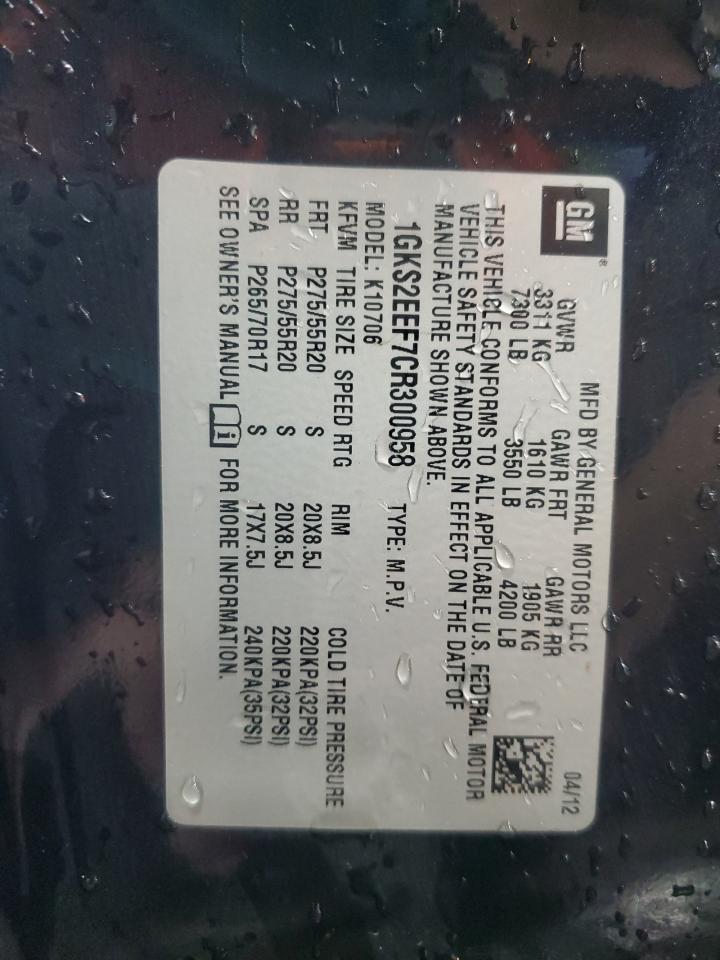 GM®
MFD BY GENERAL MOTORS LLC 04/12
GVWR GAWR FRT GAWR RR
3311 KG 1610 KG 1905 KG
7300 LB 3550 LB 4200 LB
THIS VEHICLE CONFORMS TO ALL APPLICABLE U.S. FEDERAL MOTOR
VEHICLE SAFETY STANDARDS IN EFFECT ON THE DATE OF
MANUFACTURE SHOWN ABOVE.
1GKS2EEF7CR300958 TYPE: M.P.V.
MODEL: K10706
KFVM TIRE SIZE SPEED RTG RIM COLD TIRE PRESSURE
FRT P275/55R20 S 20X8.5J 220KPA(32PSI)
RR P275/55R20 S 20X8.5J 220KPA(32PSI)
SPA P265/70R17 S 17X7.5J 240KPA(35PSI)
SEE OWNER'S MANUAL i FOR MORE INFORMATION.